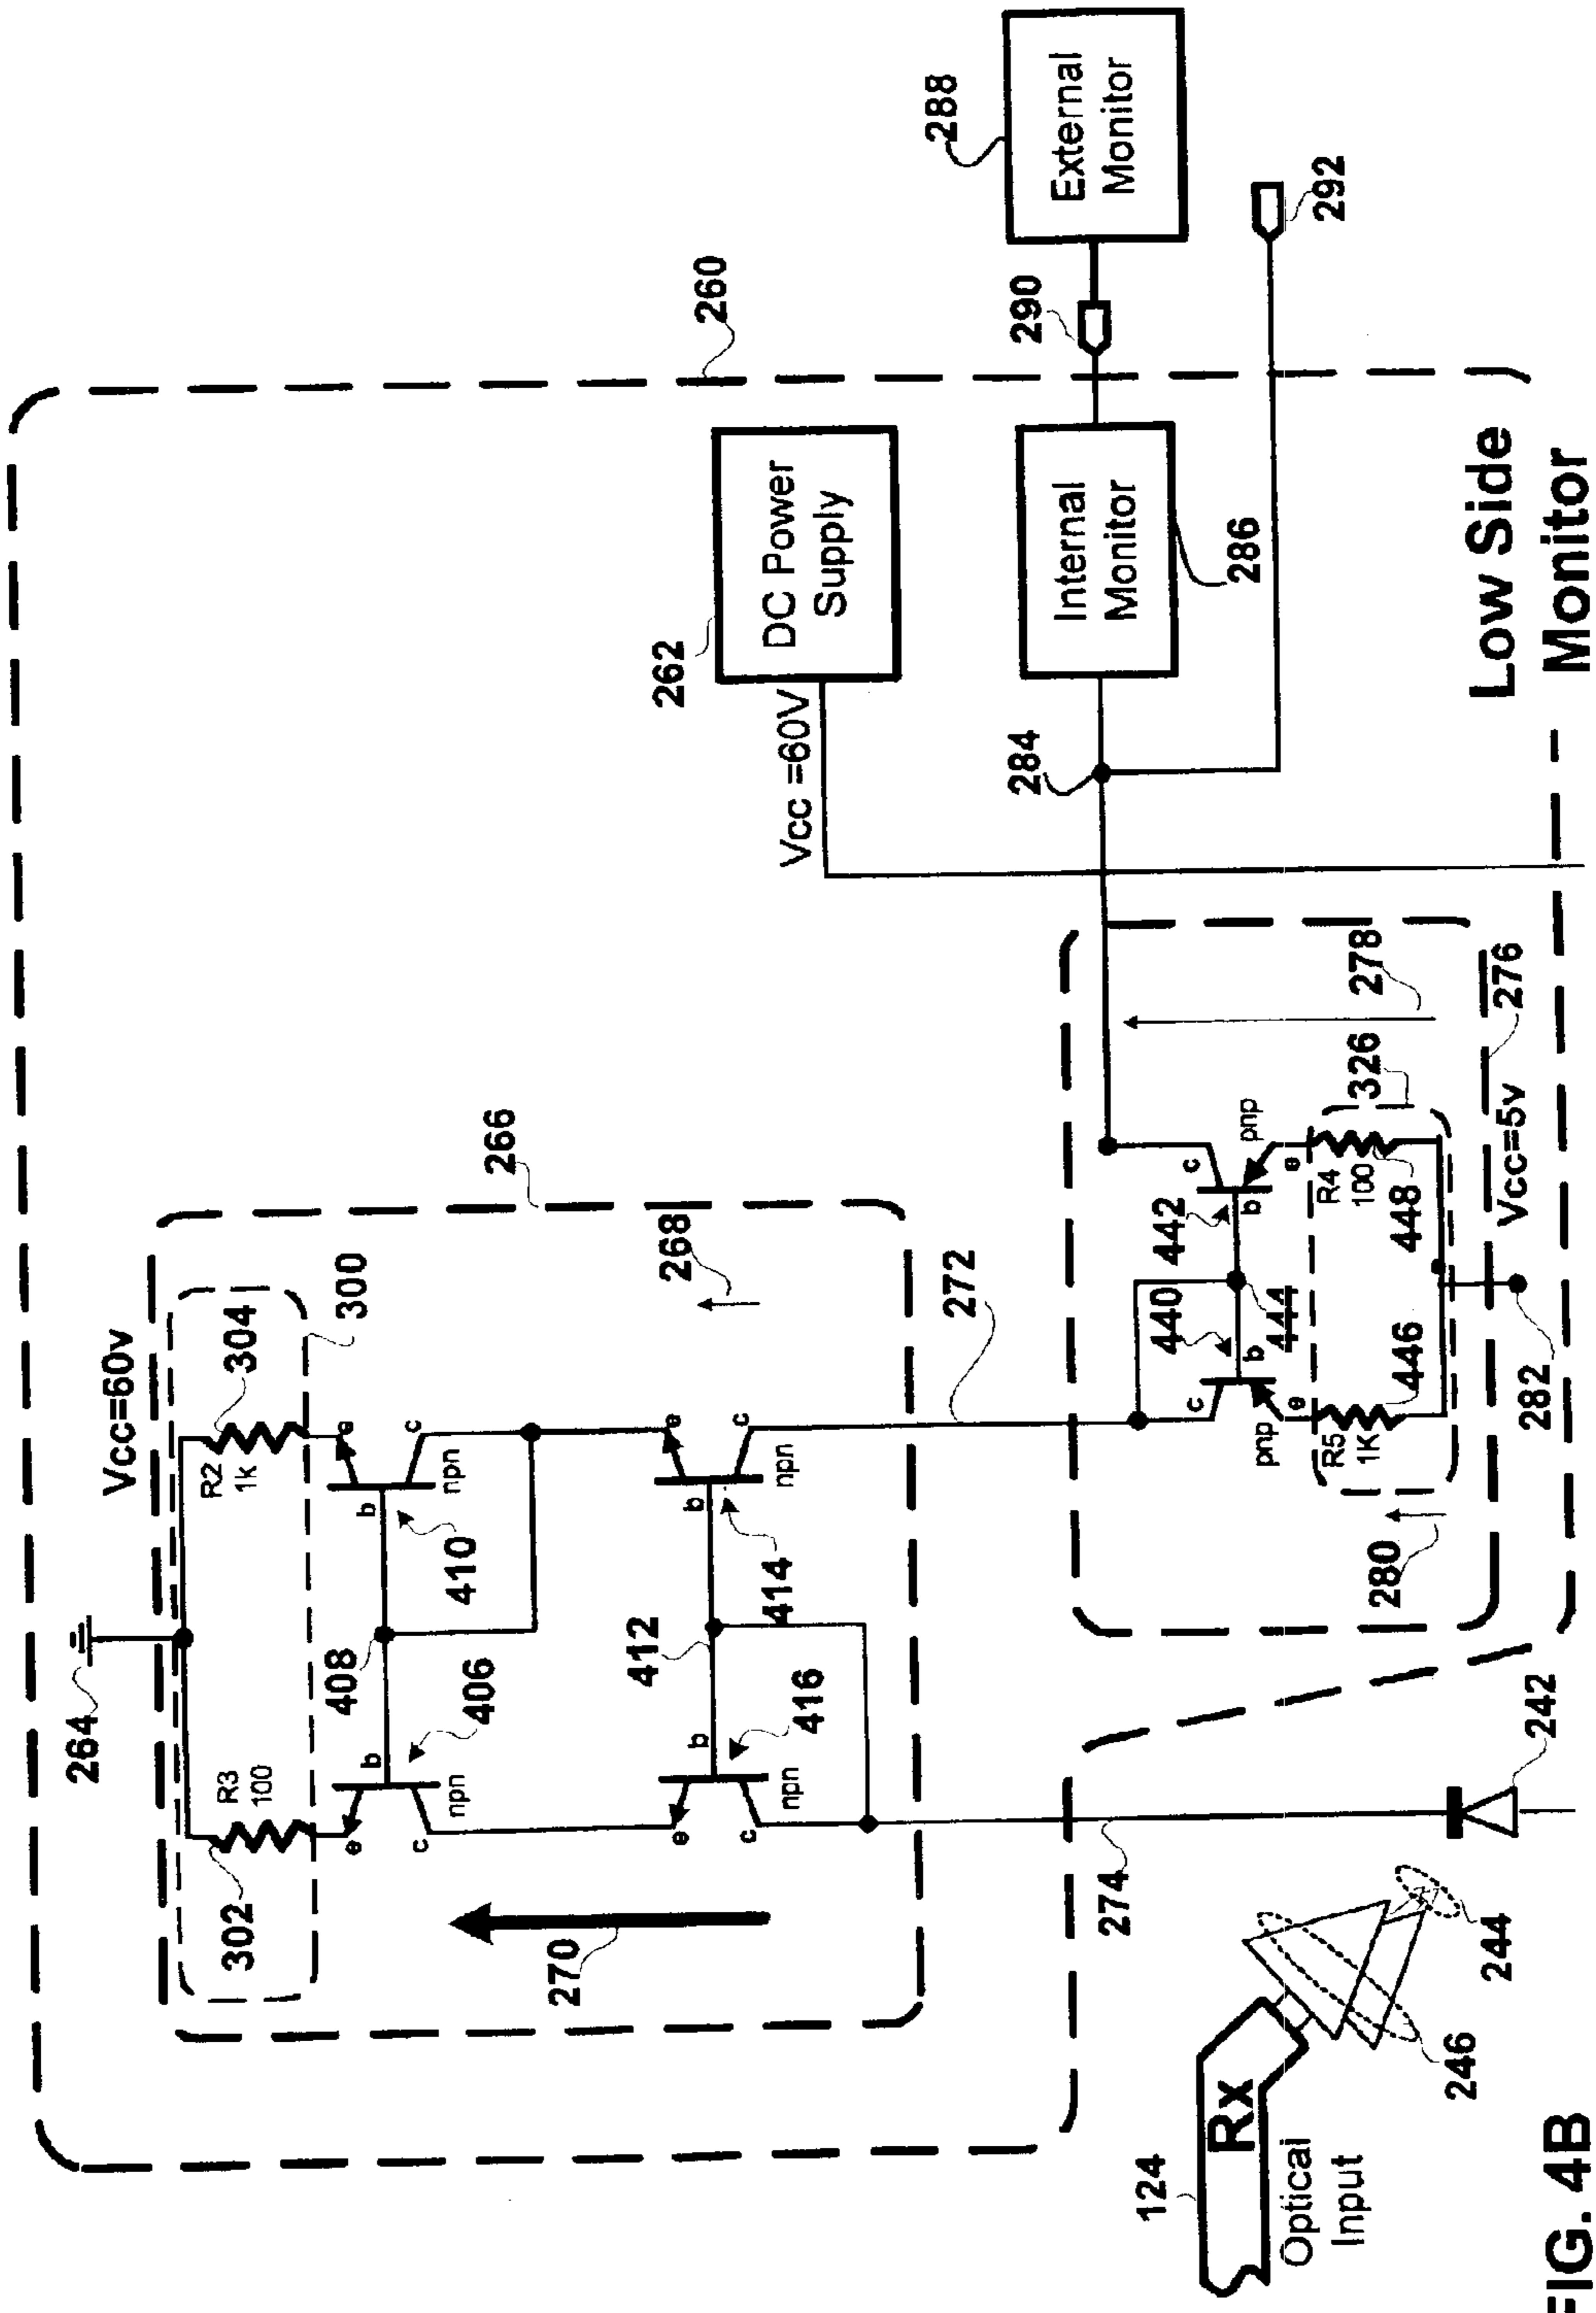 Vcc=60v
264
R3
100
302
R2
1k
304
300
e
e
b
b
c
c
npn
npn
408
406
410
266
268
270
412
416
414
e
e
b
b
c
c
npn
npn
272
274
260
262
DC Power
Supply
Vcc =60V
284
Internal
Monitor
286
290
288
External
Monitor
292
278
326
276
Vcc=5v
440
442
444
c
c
b
b
e
e
pnp
pnp
R5
1K
446
R4
100
448
280
282
242
244
246
124
Rx
Optical
Input
Low Side
Monitor
FIG. 4B